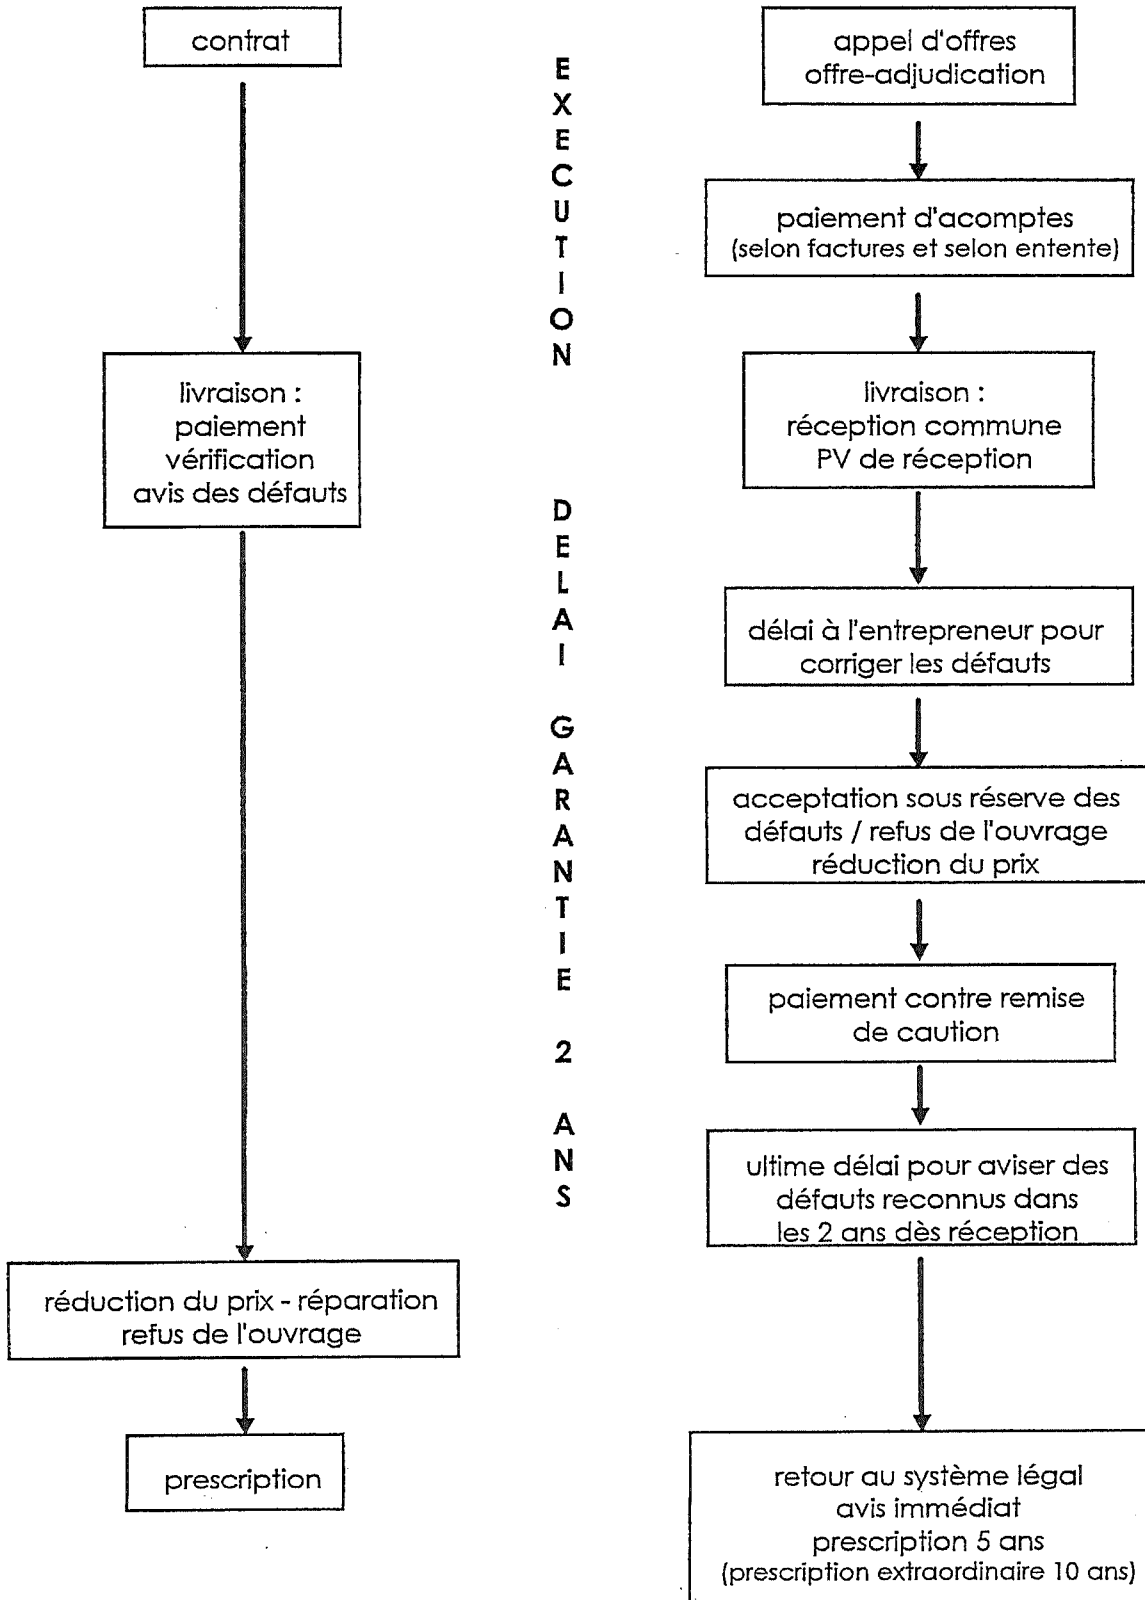 contrat
livraison :
paiement
vérification
avis des défauts
réduction du prix - réparation
refus de l'ouvrage
prescription
EXECUTION
DELAI
GARANTIE
2
ANS
appel d'offres
offre-adjudication
paiement d'acomptes
(selon factures et selon entente)
livraison :
réception commune
PV de réception
délai à l'entrepreneur pour
corriger les défauts
acceptation sous réserve des
défauts / refus de l'ouvrage
réduction du prix
paiement contre remise
de caution
ultime délai pour aviser des
défauts reconnus dans
les 2 ans dès réception
retour au système légal
avis immédiat
prescription 5 ans
(prescription extraordinaire 10 ans)